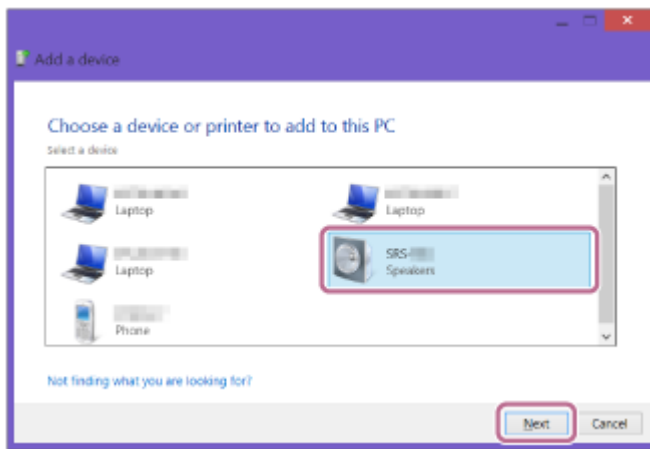 Add a device
Choose a device or printer to add to this PC
Select a device
Laptop
Laptop
Laptop
SRS-
Speakers
Phone
Not finding what you are looking for?
Next
Cancel